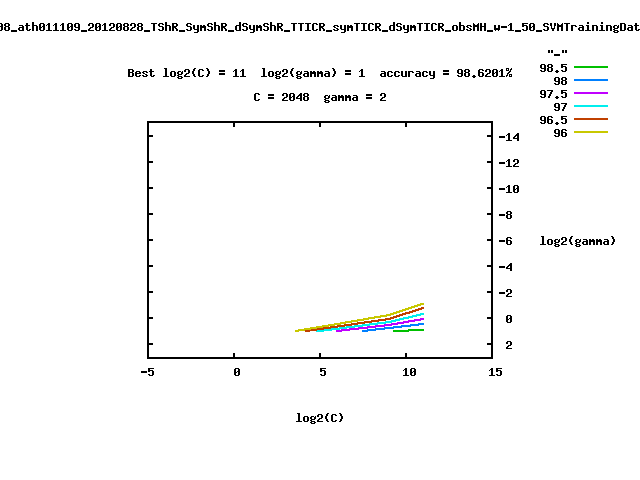 08_ath011109_20120828_TShR_SymShR_dSymShR_TTICR_symTICR_dSymTICR_obsMH_w-1_50_SVMTrainingDat
"_"
Best log2(C) = 11 log2(gamma) = 1 accuracy = 98.6201%
98.5
98
C = 2048 gamma = 2
97.5
97
96.5
96
-14
-12
-10
-8
-6
log2(gamma)
-4
-2
0
2
-5 0 5 10 15
log2(C)